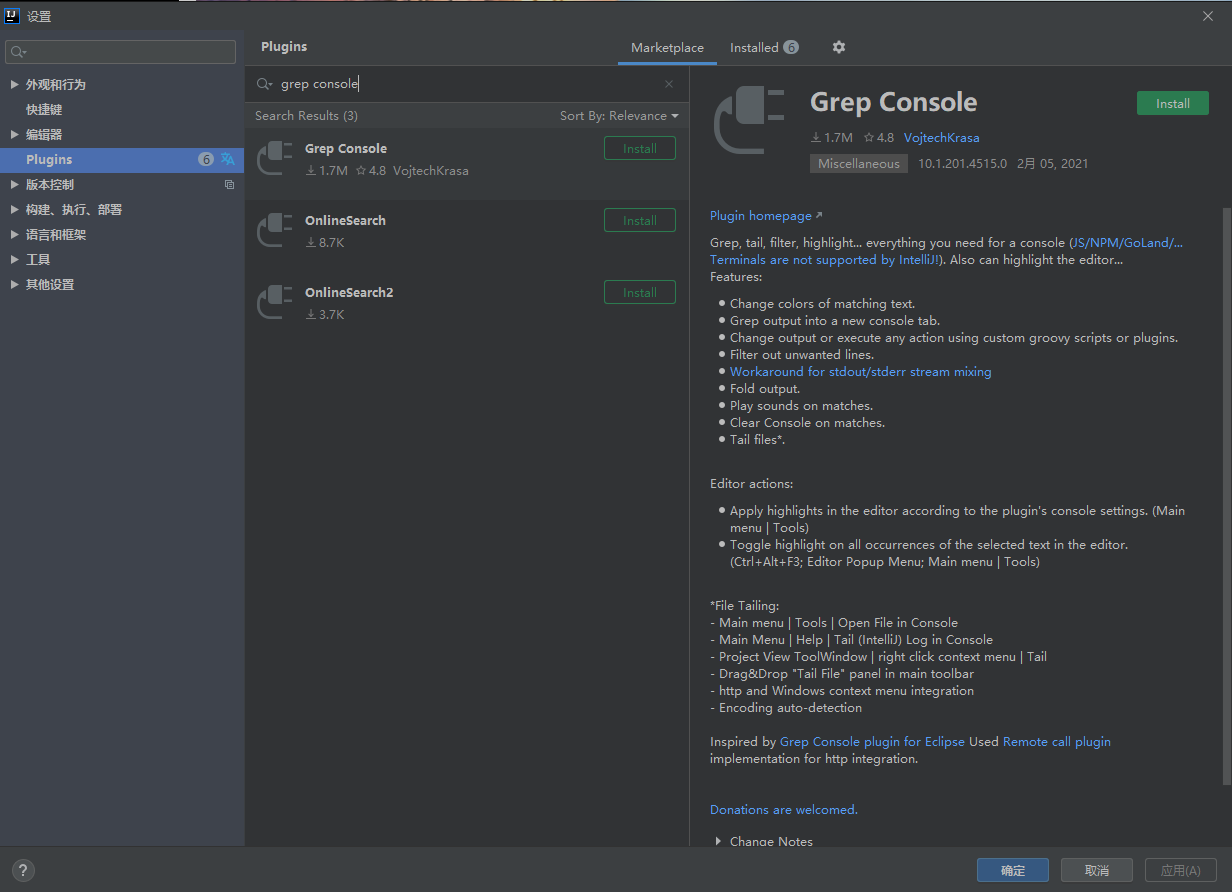 IJ 设置
Plugins
Marketplace
Installed 6
外观和行为
快捷键
编辑器
Plugins 6
版本控制
构建、执行、部署
语言和框架
工具
其他设置
grep console
Search Results (3)
Sort By: Relevance
Grep Console
1.7M 4.8 VojtechKrasa
Install
OnlineSearch
8.7K
Install
OnlineSearch2
3.7K
Install
Grep Console
Install
1.7M 4.8 VojtechKrasa
Miscellaneous 10.1.201.4515.0 2月 05, 2021
Plugin homepage
Grep, tail, filter, highlight... everything you need for a console (JS/NPM/GoLand/...
Terminals are not supported by IntelliJ!). Also can highlight the editor...
Features:
Change colors of matching text.
Grep output into a new console tab.
Change output or execute any action using custom groovy scripts or plugins.
Filter out unwanted lines.
Workaround for stdout/stderr stream mixing
Fold output.
Play sounds on matches.
Clear Console on matches.
Tail files*.
Editor actions:
Apply highlights in the editor according to the plugin's console settings. (Main
menu | Tools)
Toggle highlight on all occurrences of the selected text in the editor.
(Ctrl+Alt+F3; Editor Popup Menu; Main menu | Tools)
*File Tailing:
- Main menu | Tools | Open File in Console
- Main Menu | Help | Tail (IntelliJ) Log in Console
- Project View ToolWindow | right click context menu | Tail
- Drag&Drop "Tail File" panel in main toolbar
- http and Windows context menu integration
- Encoding auto-detection
Inspired by Grep Console plugin for Eclipse Used Remote call plugin
implementation for http integration.
Donations are welcomed.
Change Notes
?
确定
取消
应用(A)